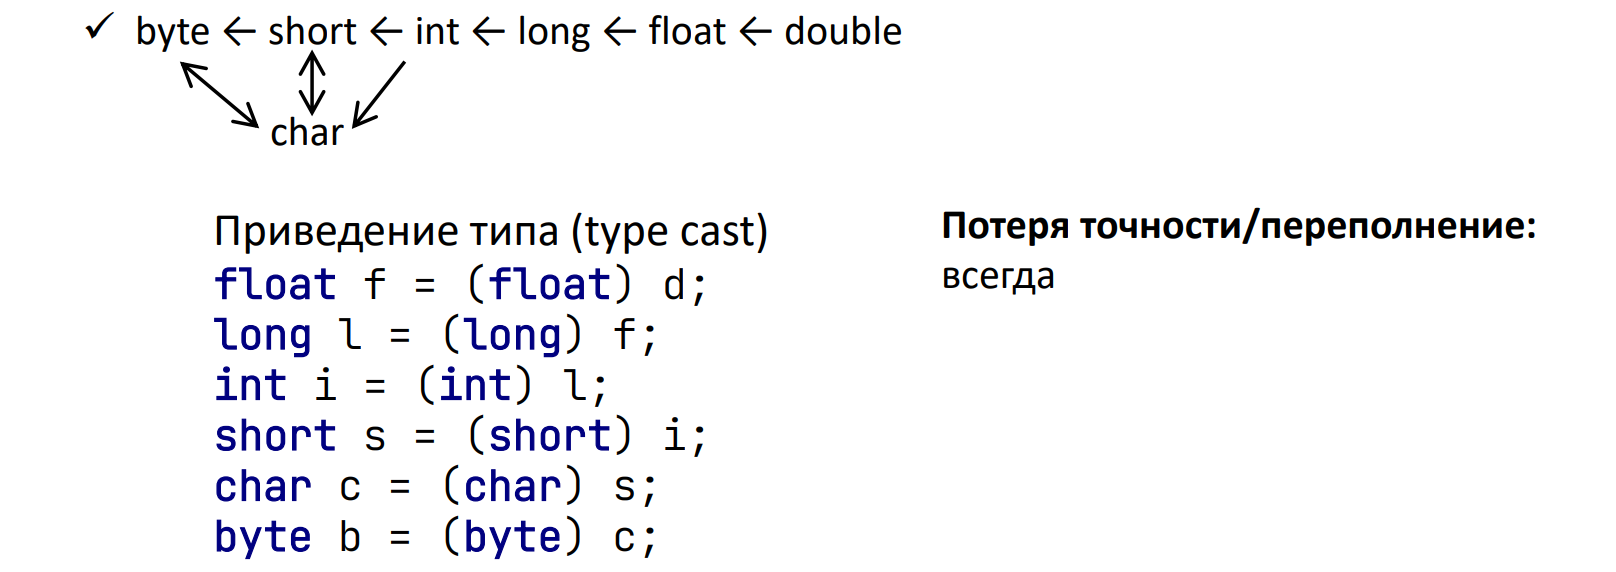 ✓ byte ← short ← int ← long ← float ← double
char
Приведение типа (type cast)
float f = (float) d;
long l = (long) f;
int i = (int) l;
short s = (short) i;
char c = (char) s;
byte b = (byte) c;
Потеря точности/переполнение:
всегда